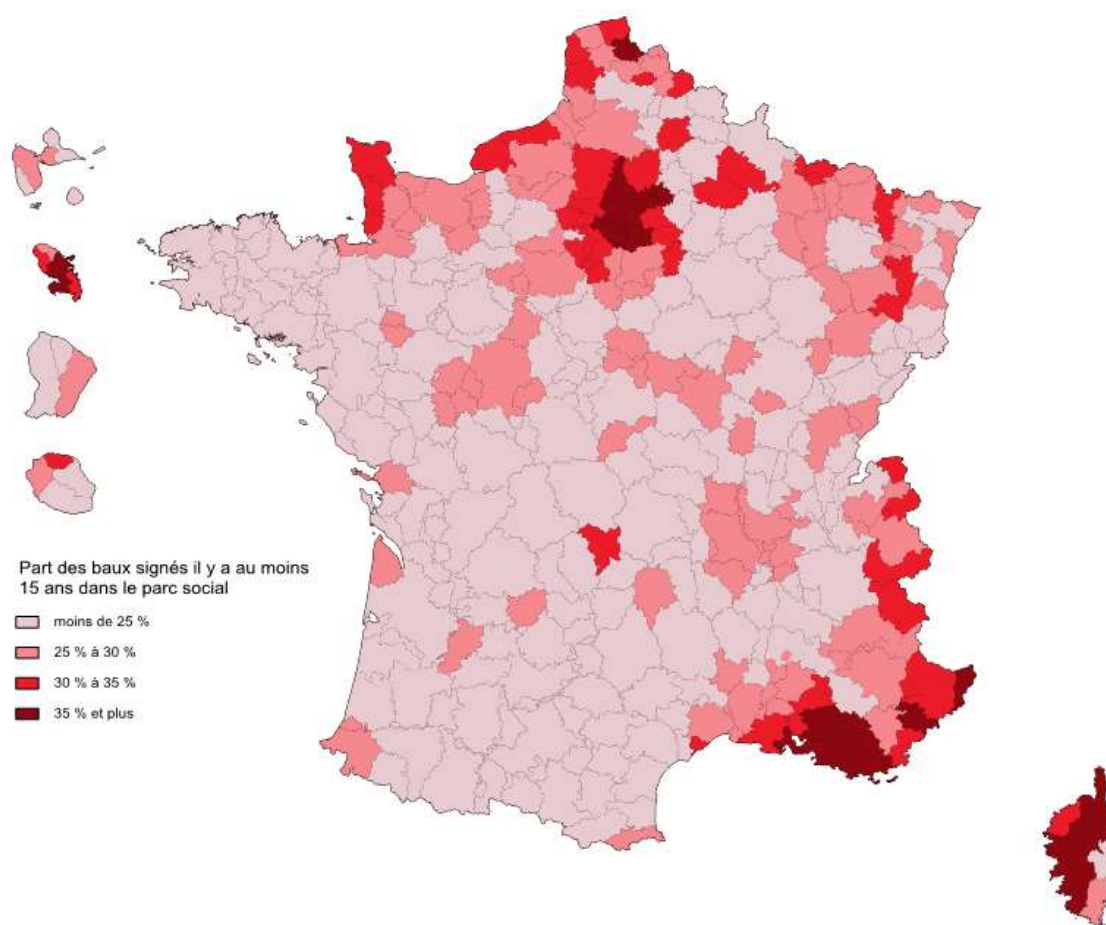 Part des baux signés il y a au moins
15 ans dans le parc social
moins de 25 %
25 % à 30 %
30 % à 35 %
35 % et plus